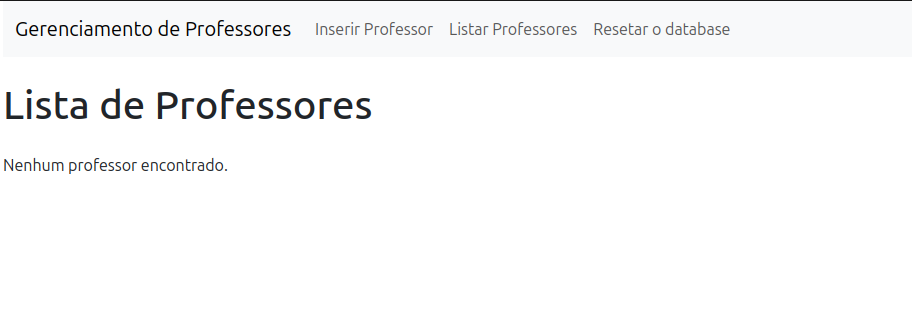 Gerenciamento de Professores Inserir Professor Listar Professores Resetar o database
Lista de Professores
Nenhum professor encontrado.